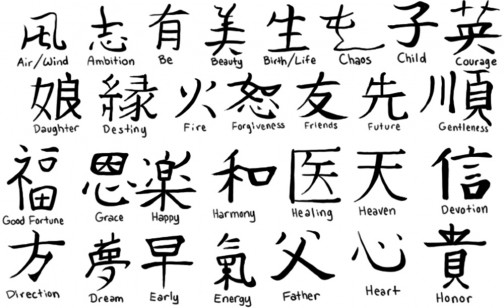 風 志 有 美 生 屯 子 英
Air/Wind Ambition Be Beauty Birth/Life Chaos Child Courage
娘 縁 火 恕 友 先 順
Daughter Destiny Fire Forgiveness Friends Future Gentleness
福 恩 楽 和 医 天 信
Good Fortune Grace Happy Harmony Healing Heaven Devotion
方 夢 早 氣 父 心 貴
Direction Dream Early Energy Father Heart Honor